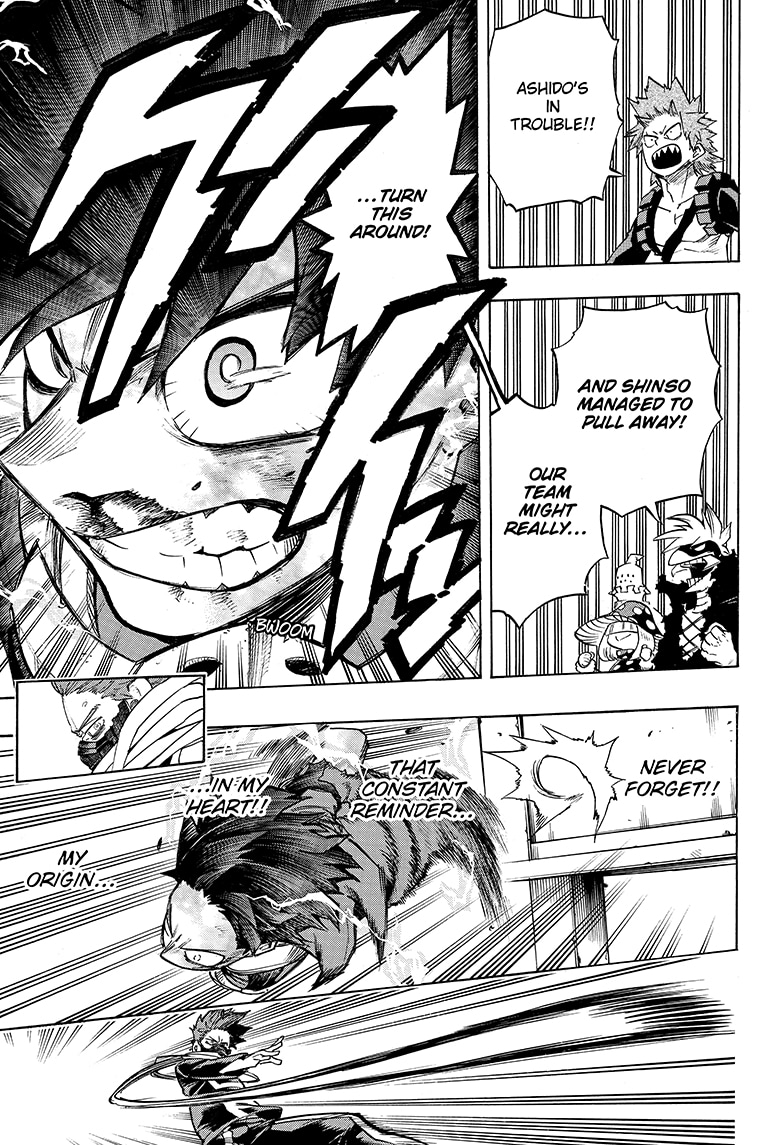 ASHIDO'S
IN
TROUBLE!!
AND SHINSO
MANAGED TO
PULL AWAY!
OUR
TEAM
MIGHT
REALLY...
...TURN
THIS
AROUND!
BWOOM
NEVER
FORGET!!
THAT
CONSTANT
REMINDER...
...IN MY
HEART!!
MY
ORIGIN...